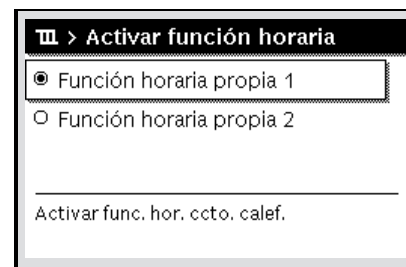 > Activar función horaria
Función horaria propia 1
Función horaria propia 2
Activar func. hor. ccto. calef.